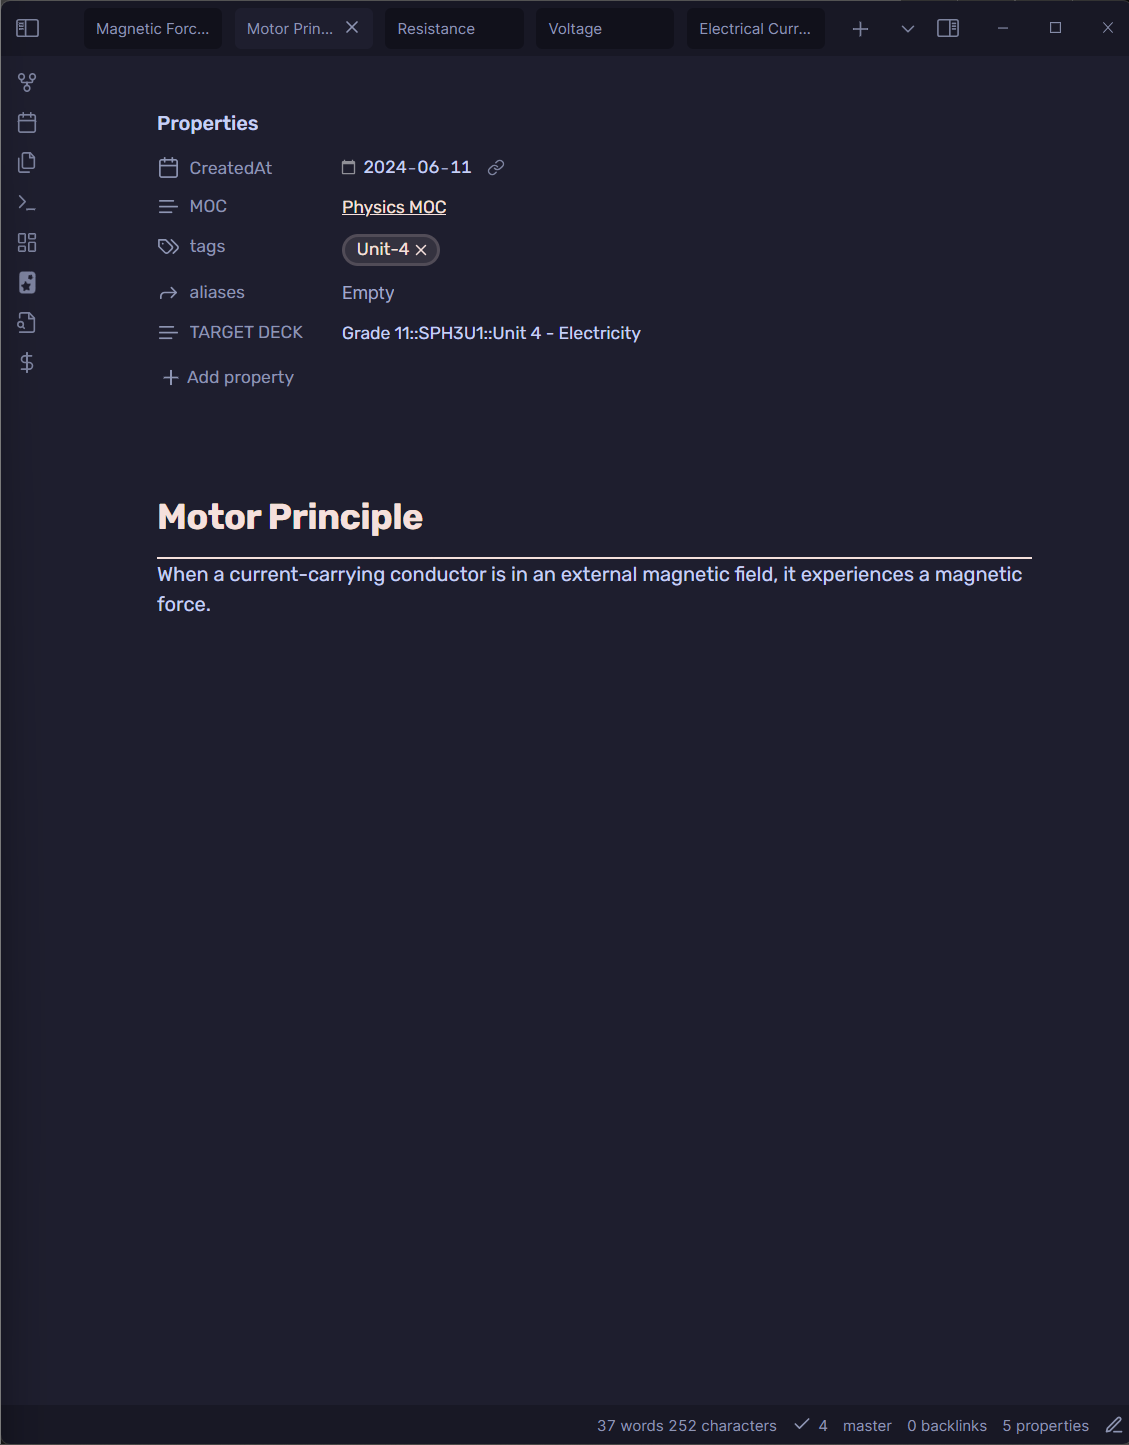 Magnetic Forc...
Motor Prin...
Resistance
Voltage
Electrical Curr...
Properties
CreatedAt 2024-06-11
MOC Physics MOC
tags Unit-4
aliases Empty
TARGET DECK Grade 11::SPH3U1::Unit 4 - Electricity
Add property
Motor Principle
When a current-carrying conductor is in an external magnetic field, it experiences a magnetic
force.
37 words 252 characters 4 master 0 backlinks 5 properties